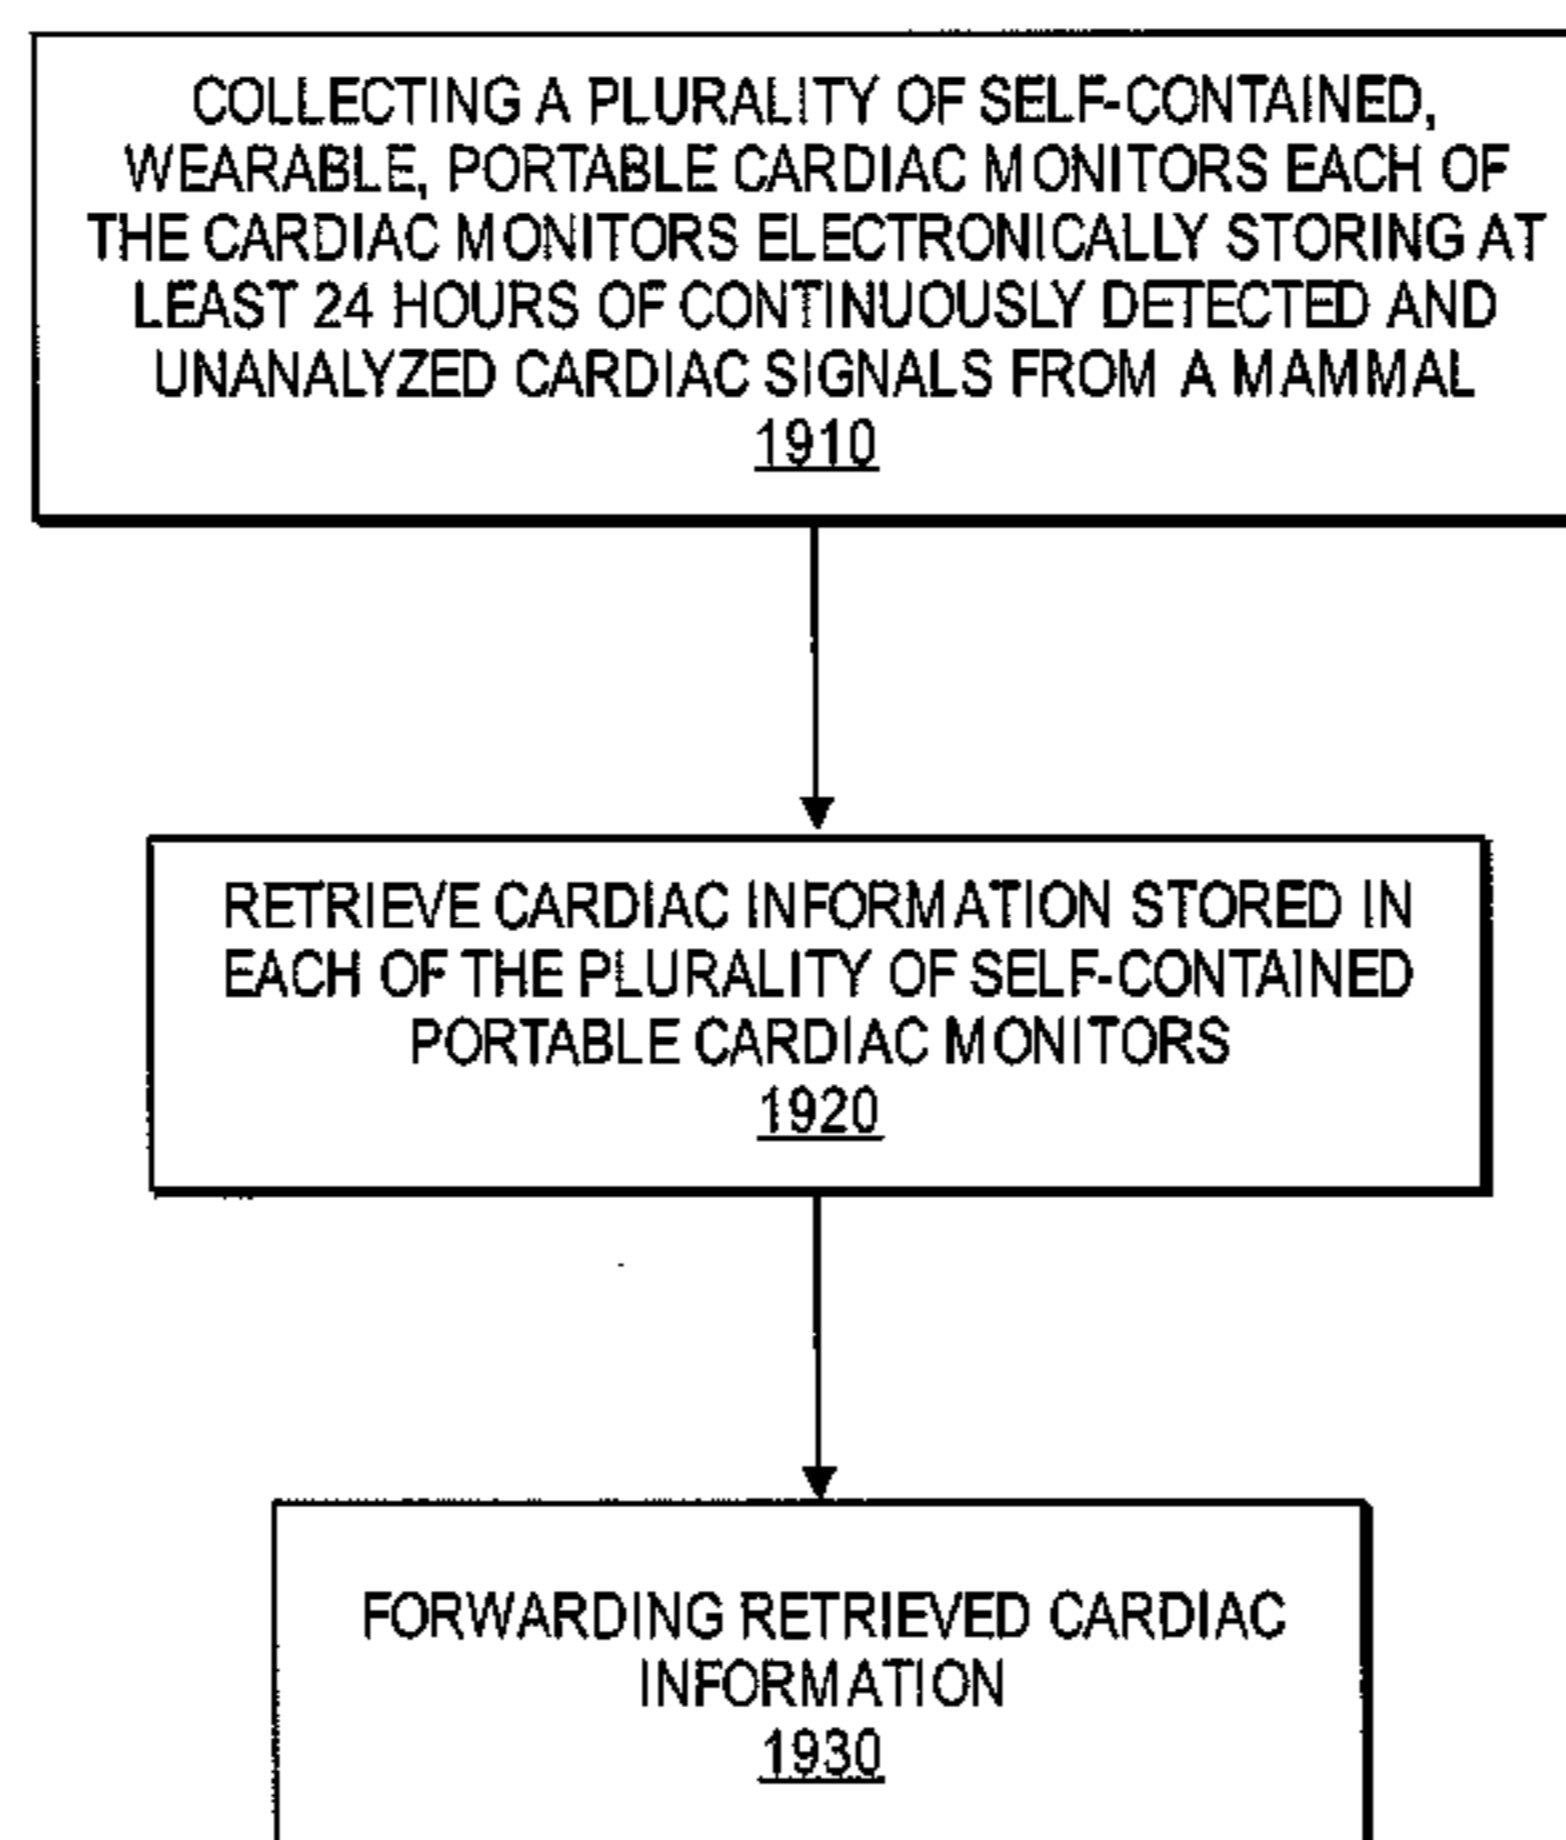 COLLECTING A PLURALITY OF SELF-CONTAINED,
WEARABLE, PORTABLE CARDIAC MONITORS EACH OF
THE CARDIAC MONITORS ELECTRONICALLY STORING AT
LEAST 24 HOURS OF CONTINUOUSLY DETECTED AND
UNANALYZED CARDIAC SIGNALS FROM A MAMMAL
1910
RETRIEVE CARDIAC INFORMATION STORED IN
EACH OF THE PLURALITY OF SELF-CONTAINED
PORTABLE CARDIAC MONITORS
1920
FORWARDING RETRIEVED CARDIAC
INFORMATION
1930